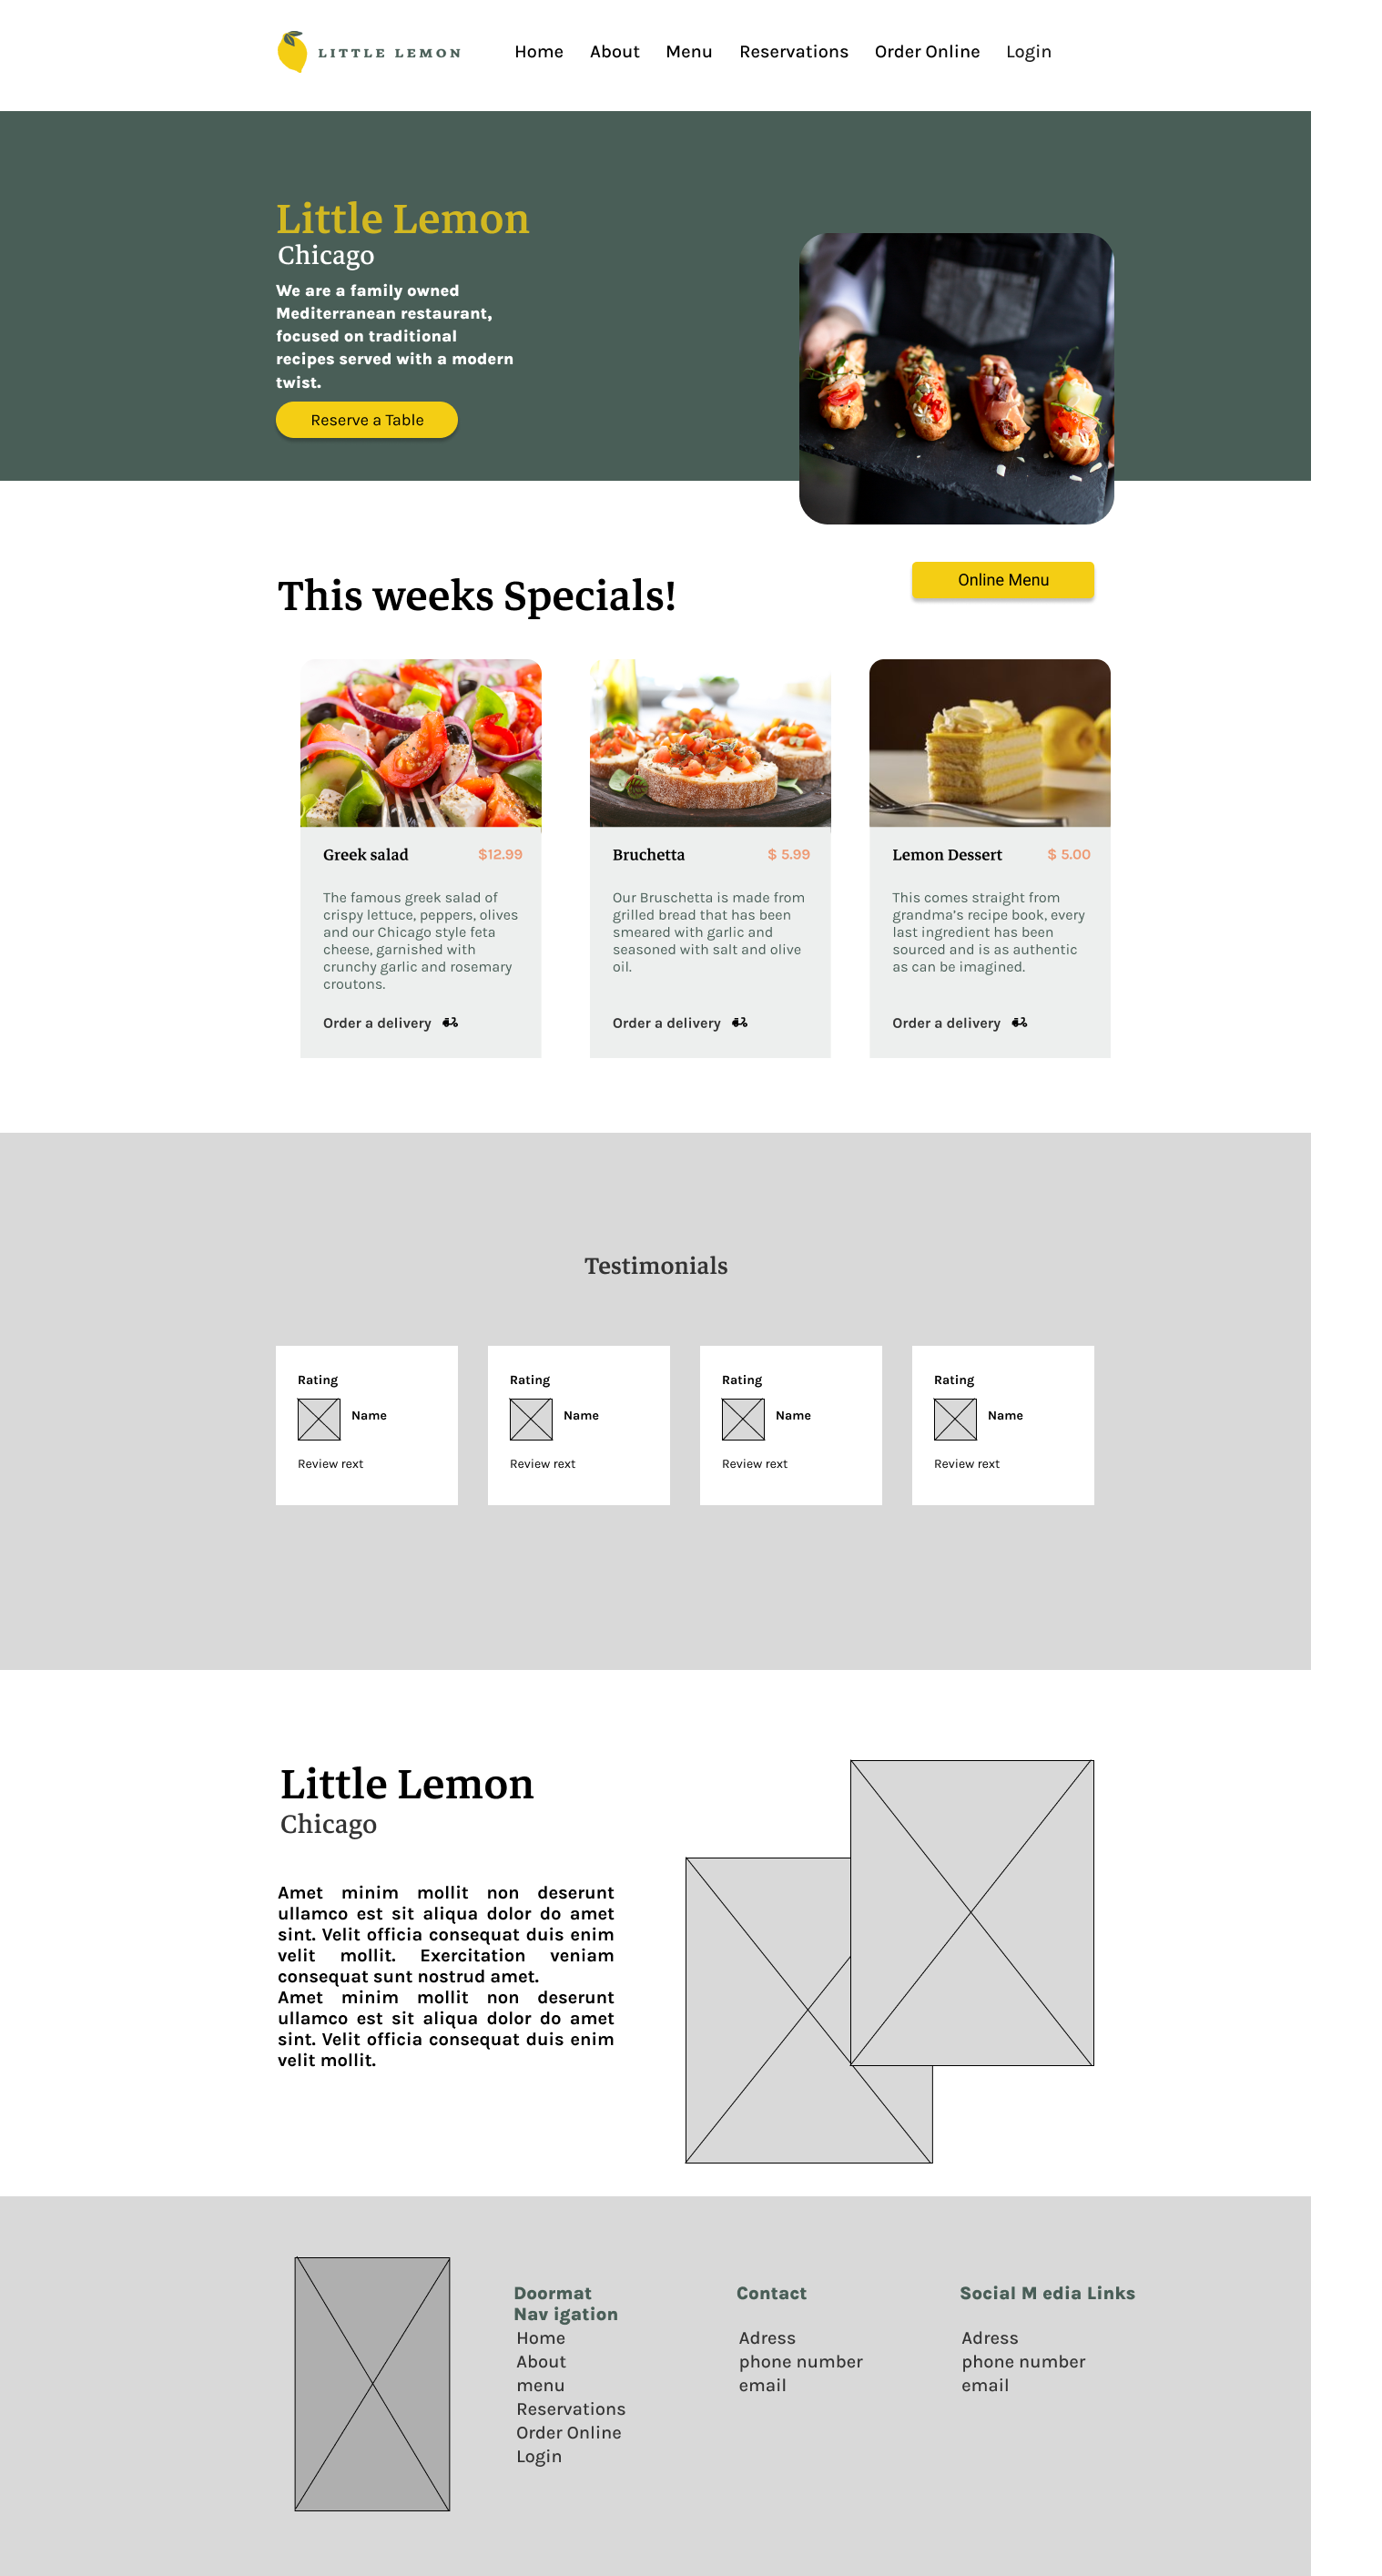 LITTLE LEMON
Home About Menu Reservations Order Online Login
Little Lemon
Chicago
We are a family owned
Mediterranean restaurant,
focused on traditional
recipes served with a modern
twist.
Reserve a Table
This weeks Specials!
Online Menu
Greek salad $12.99
The famous greek salad of
crispy lettuce, peppers, olives
and our Chicago style feta
cheese, garnished with
crunchy garlic and rosemary
croutons.
Order a delivery
Bruchetta $ 5.99
Our Bruschetta is made from
grilled bread that has been
smeared with garlic and
seasoned with salt and olive
oil.
Order a delivery
Lemon Dessert $ 5.00
This comes straight from
grandma's recipe book, every
last ingredient has been
sourced and is as authentic
as can be imagined.
Order a delivery
Testimonials
Rating
Name
Review rext
Rating
Name
Review rext
Rating
Name
Review rext
Rating
Name
Review rext
Little Lemon
Chicago
Amet minim mollit non deserunt
ullamco est sit aliqua dolor do amet
sint. Velit officia consequat duis enim
velit mollit. Exercitation veniam
consequat sunt nostrud amet.
Amet minim mollit non deserunt
ullamco est sit aliqua dolor do amet
sint. Velit officia consequat duis enim
velit mollit.
Doormat
Nav igation
Home
About
menu
Reservations
Order Online
Login
Contact
Adress
phone number
email
Social M edia Links
Adress
phone number
email